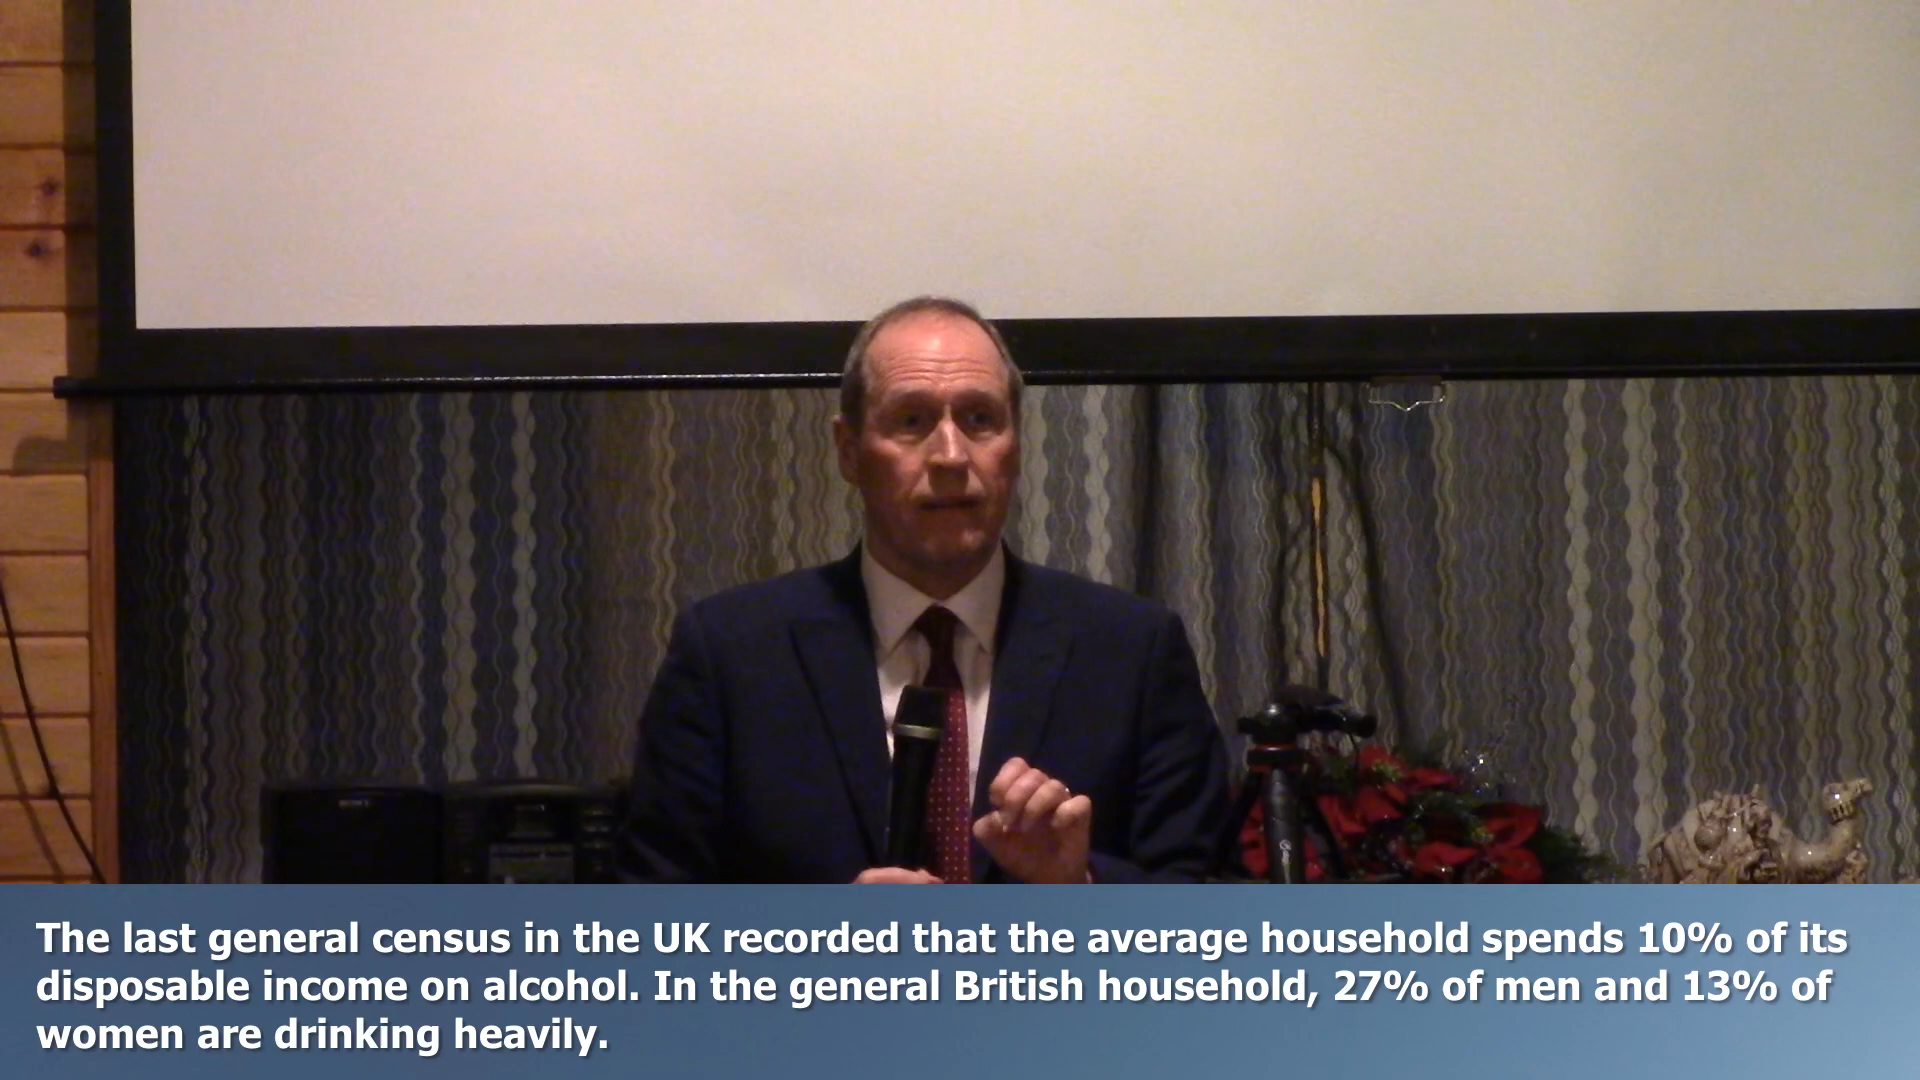 The last general census in the UK recorded that the average household spends 10% of its
disposable income on alcohol. In the general British household, 27% of men and 13% of
women are drinking heavily.